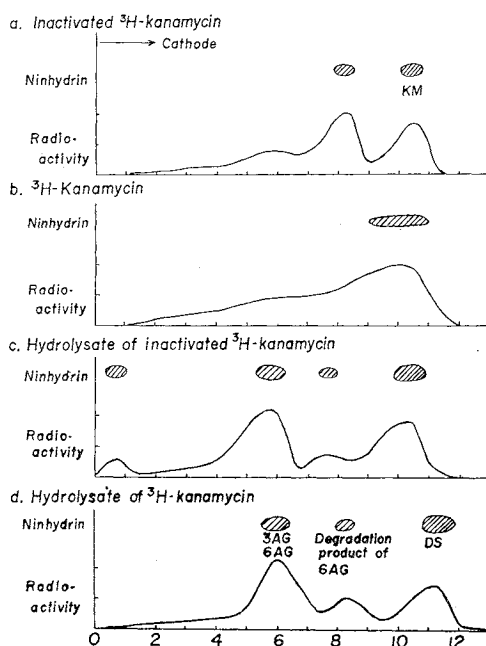 a. Inactivated ³H-kanamycin
Cathode
Ninhydrin
KM
Radio-
activity
b. ³H-Kanamycin
Ninhydrin
Radio-
activity
c. Hydrolysate of inactivated ³H-kanamycin
Ninhydrin
Radio-
activity
d. Hydrolysate of ³H-kanamycin
Ninhydrin
3AG
6AG
Degradation
product of
6AG
DS
Radio-
activity
0 2 4 6 8 10 12